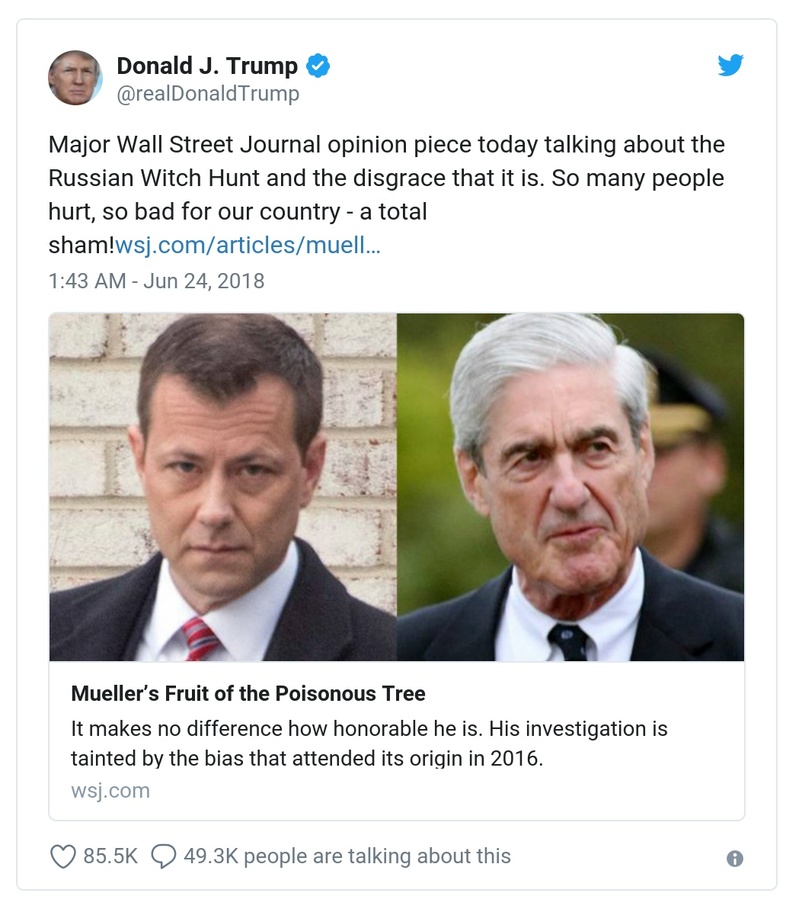 Donald J. Trump
@realDonaldTrump
Major Wall Street Journal opinion piece today talking about the
Russian Witch Hunt and the disgrace that it is. So many people
hurt, so bad for our country - a total
sham!wsj.com/articles/muell…
1:43 AM - Jun 24, 2018
Mueller’s Fruit of the Poisonous Tree
It makes no difference how honorable he is. His investigation is
tainted by the bias that attended its origin in 2016.
wsj.com
85.5K 49.3K people are talking about this